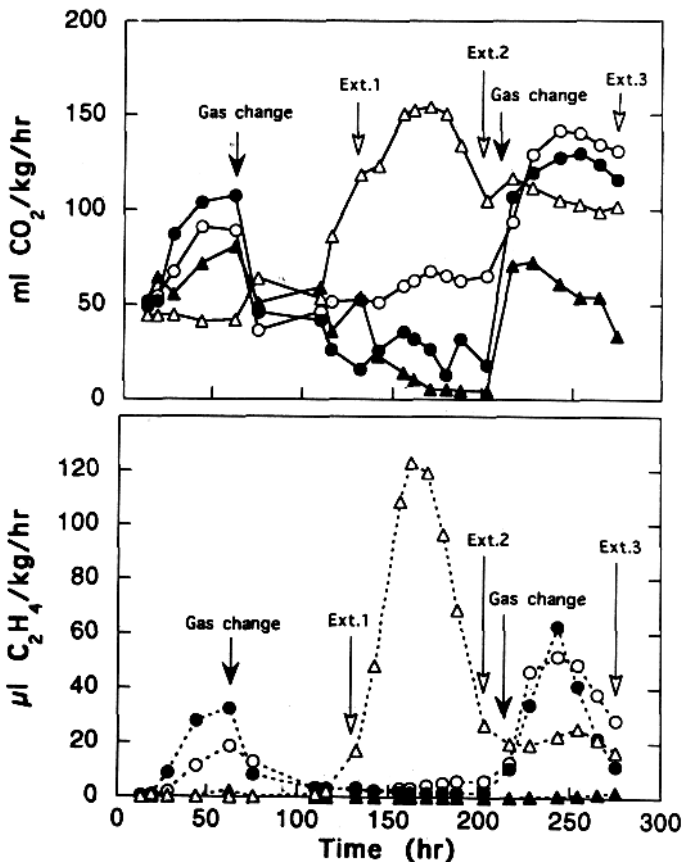 200
150
100
50
0
ml CO₂/kg/hr
Gas change
Ext.1
Ext.2
Gas change
Ext.3
120
100
80
60
40
20
0
µl C₂H₄/kg/hr
Gas change
Ext.1
Ext.2
Gas change
Ext.3
0 50 100 150 200 250 300
Time (hr)